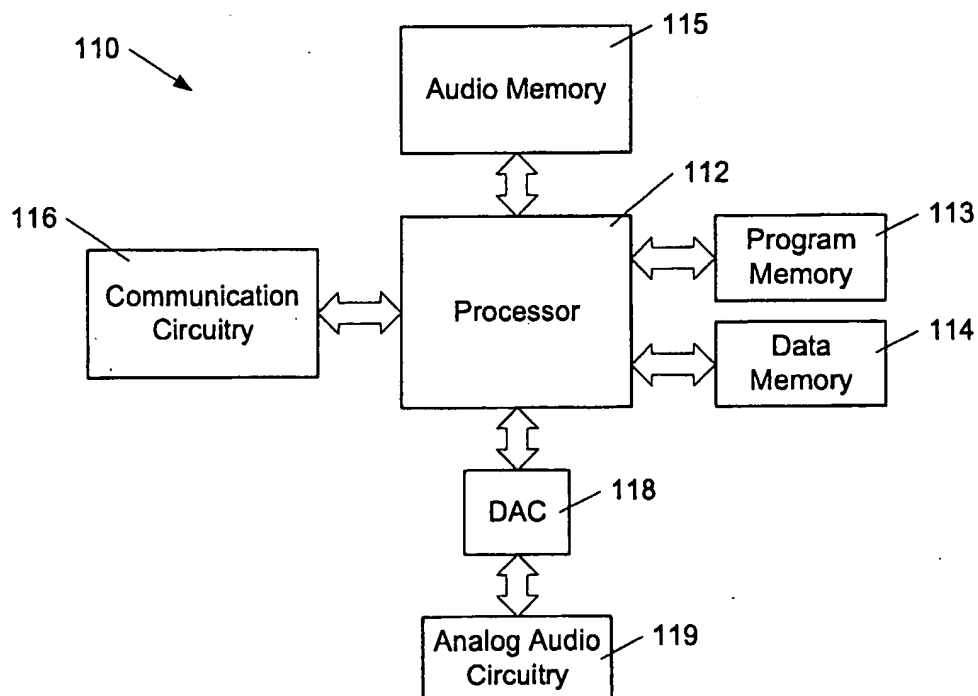 110
115
Audio Memory
112
116
113
Program
Memory
Communication
Circuitry
Processor
114
Data
Memory
118
DAC
119
Analog Audio
Circuitry